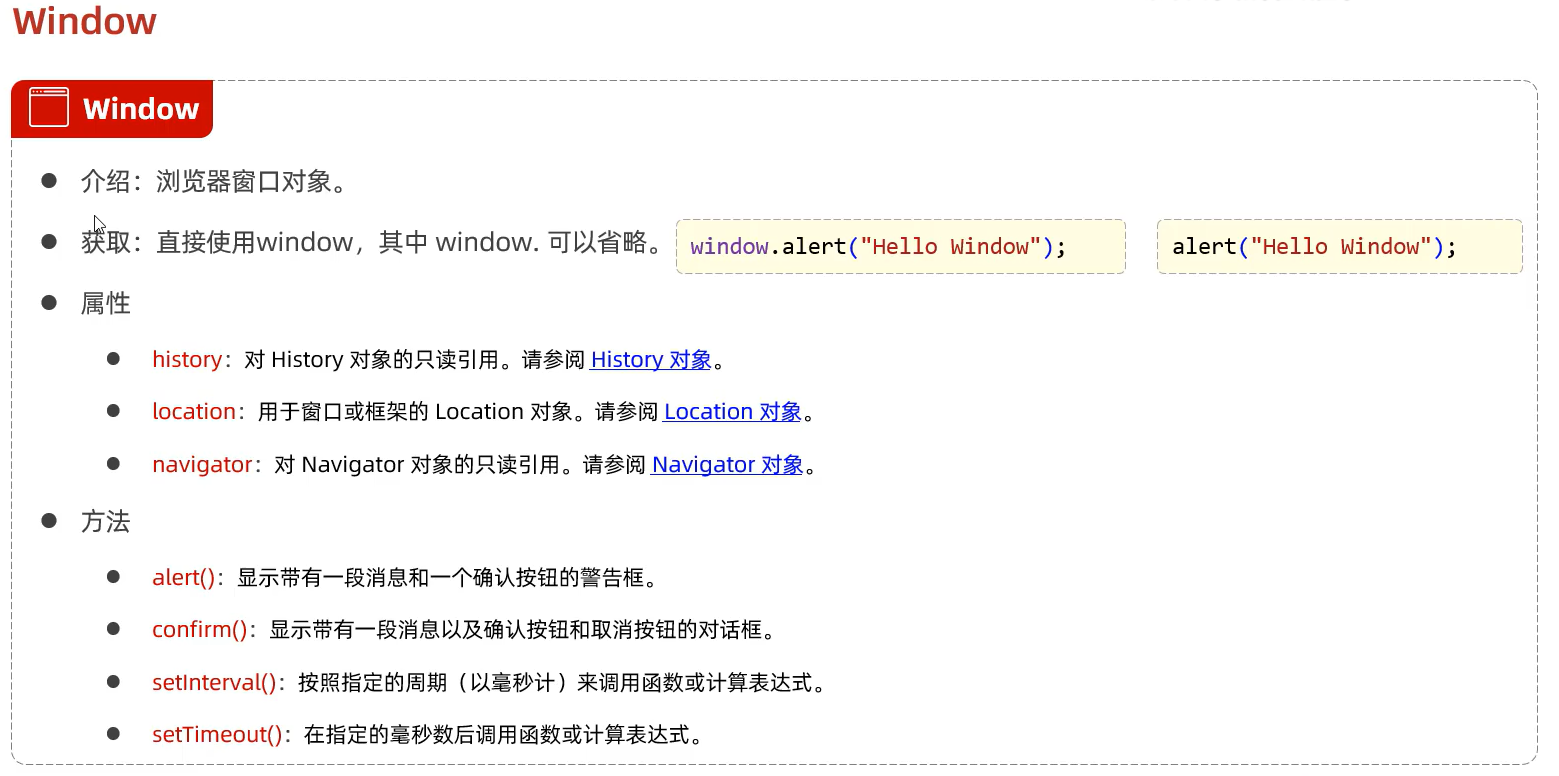 Window
Window
介绍：浏览器窗口对象。
获取：直接使用window，其中 window. 可以省略。 window.alert("Hello Window"); alert("Hello Window");
属性
history：对 History 对象的只读引用。请参阅 History 对象。
location：用于窗口或框架的 Location 对象。请参阅 Location 对象。
navigator：对 Navigator 对象的只读引用。请参阅 Navigator 对象。
方法
alert()：显示带有一段消息和一个确认按钮的警告框。
confirm()：显示带有一段消息以及确认按钮和取消按钮的对话框。
setInterval()：按照指定的周期（以毫秒计）来调用函数或计算表达式。
setTimeout()：在指定的毫秒数后调用函数或计算表达式。